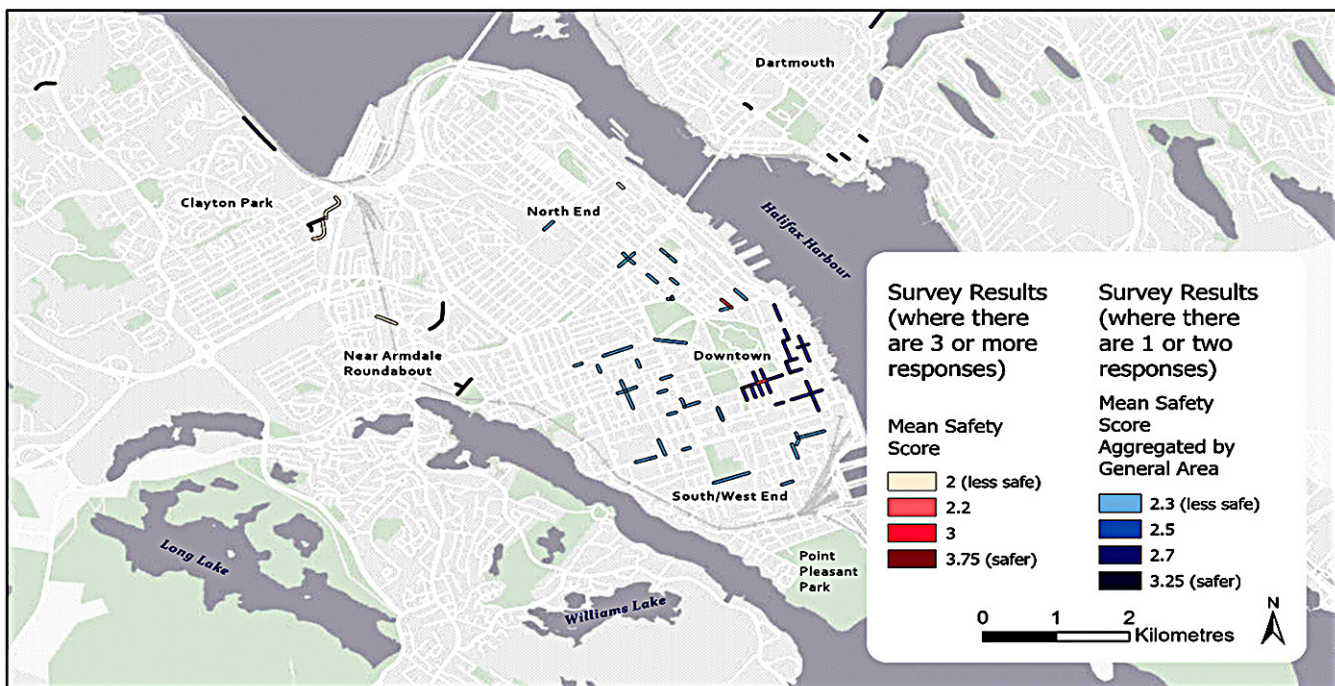 Dartmouth
Clayton Park
North End
Halifax Harbour
Near Armdale
Roundabout
Downtown
South/West End
Long Lake
Williams Lake
Point
Pleasant
Park
Survey Results
(where there
are 3 or more
responses)
Mean Safety
Score
2 (less safe)
2.2
3
3.75 (safer)
Survey Results
(where there
are 1 or two
responses)
Mean Safety
Score
Aggregated by
General Area
2.3 (less safe)
2.5
2.7
3.25 (safer)
0 1 2
Kilometres
N